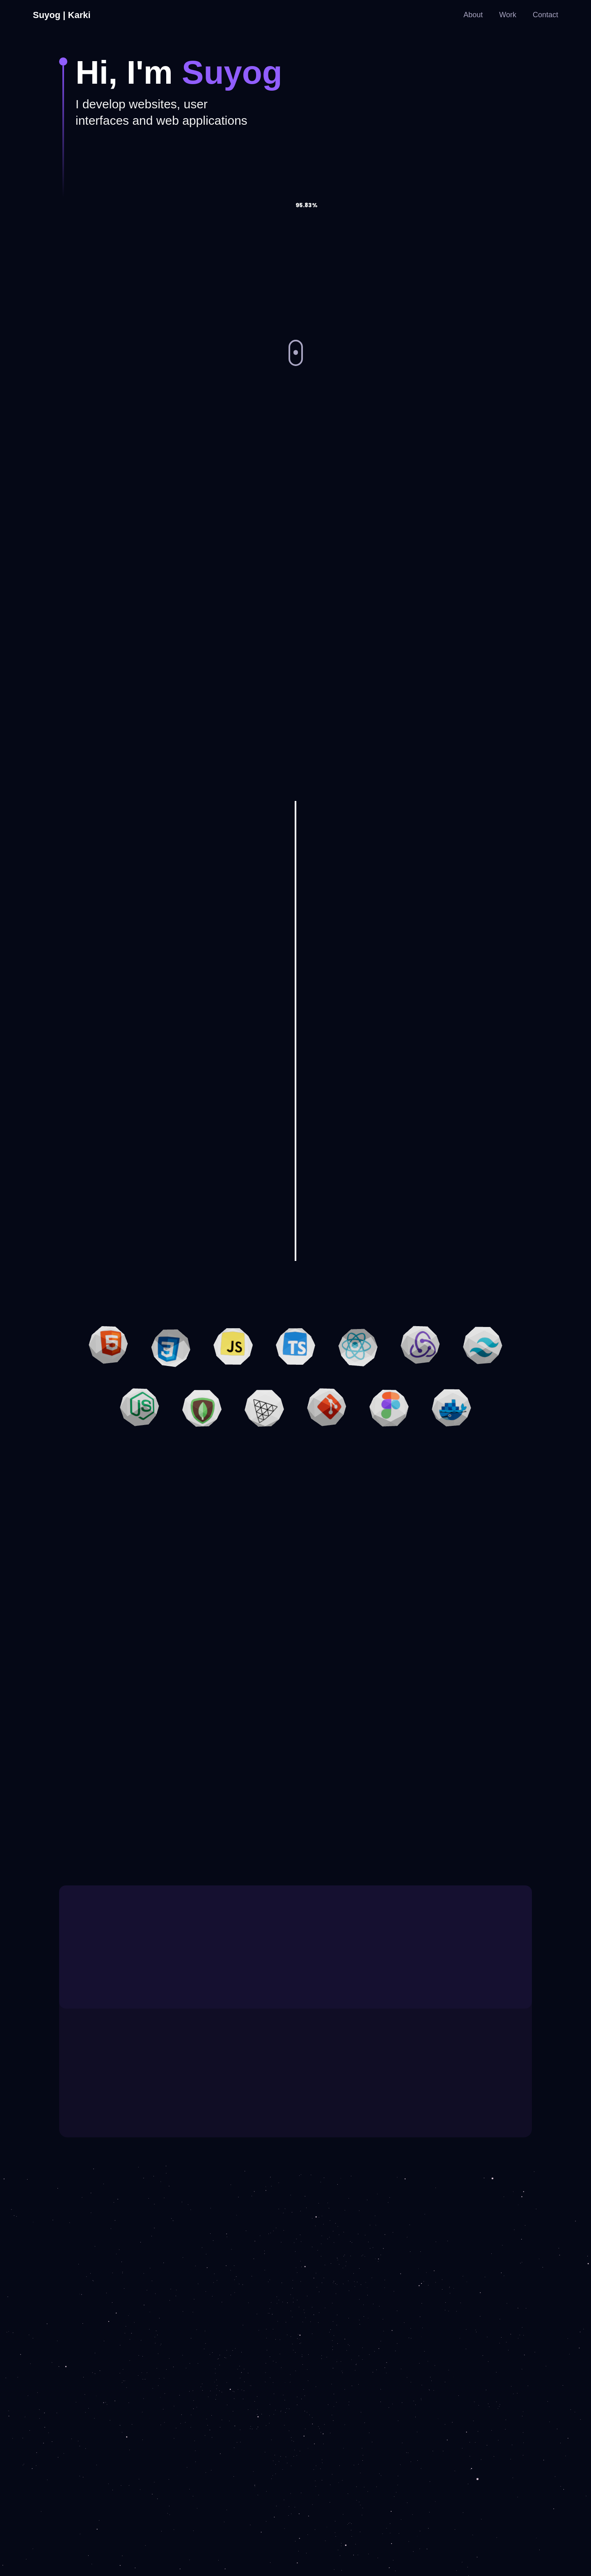 Suyog | Karki
About
Work
Contact
Hi, I'm Suyog
I develop websites, user
interfaces and web applications
95.83%
5
3
JS
TS
JS